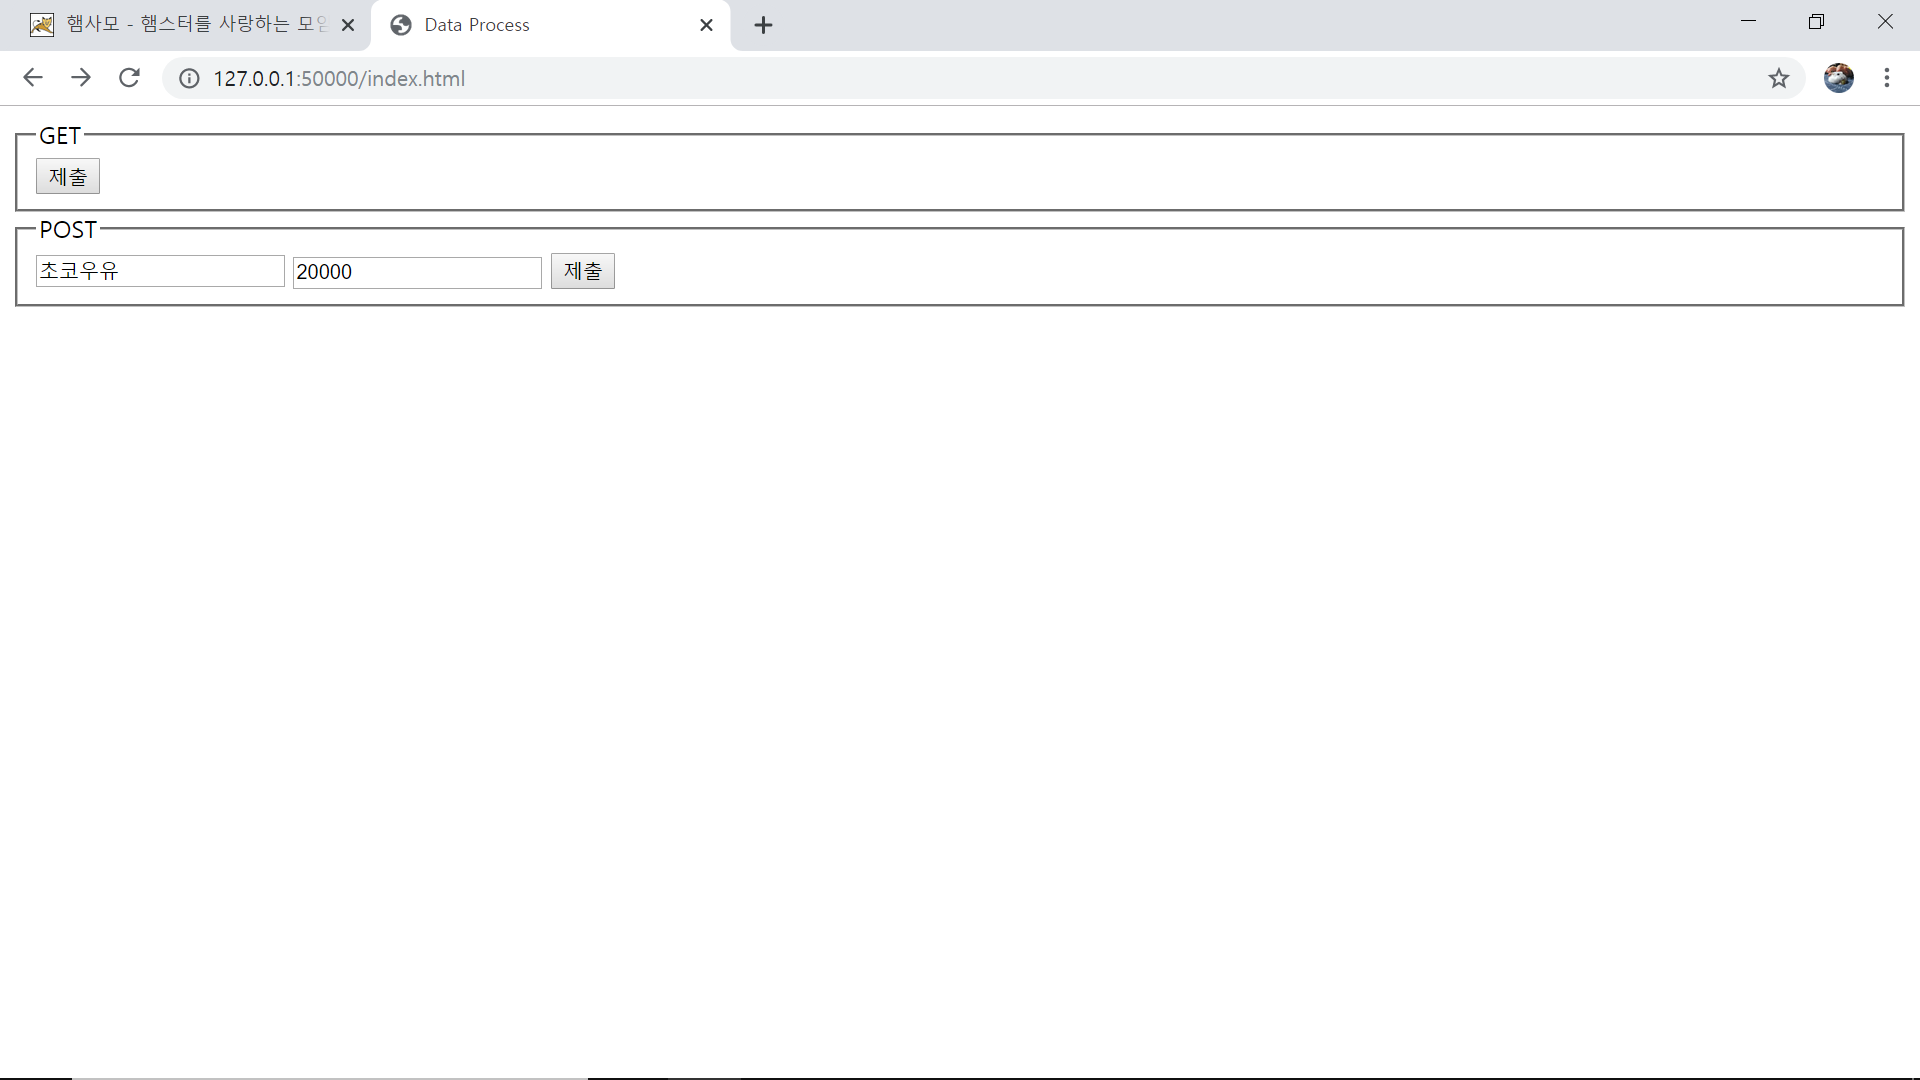 햄사모 - 햄스터를 사랑하는 모임
Data Process
127.0.0.1:50000/index.html
GET
제출
POST
초코우유 20000 제출